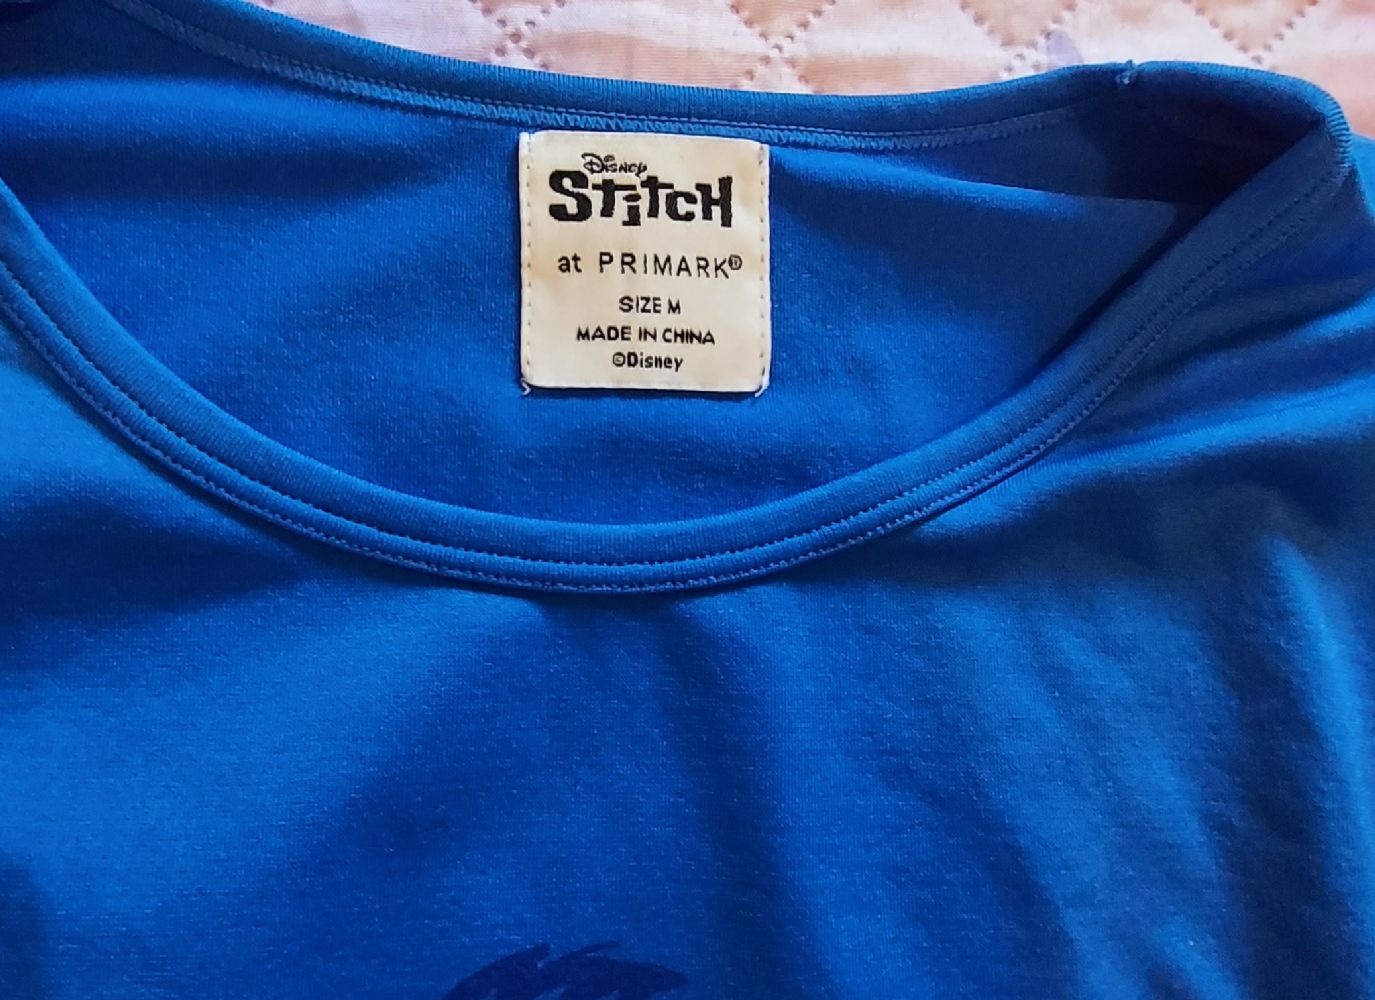 Disney
Stitch
at PRIMARK®
SIZE M
MADE IN CHINA
©Disney